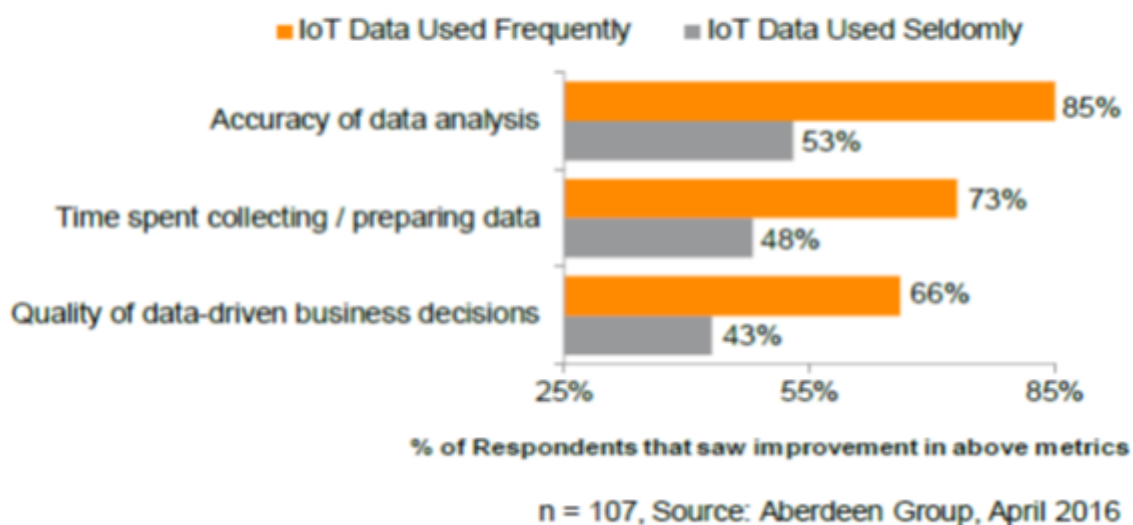 IoT Data Used Frequently IoT Data Used Seldomly
Accuracy of data analysis 85%
53%
Time spent collecting / preparing data 73%
48%
Quality of data-driven business decisions 66%
43%
25% 55% 85%
% of Respondents that saw improvement in above metrics
n = 107, Source: Aberdeen Group, April 2016